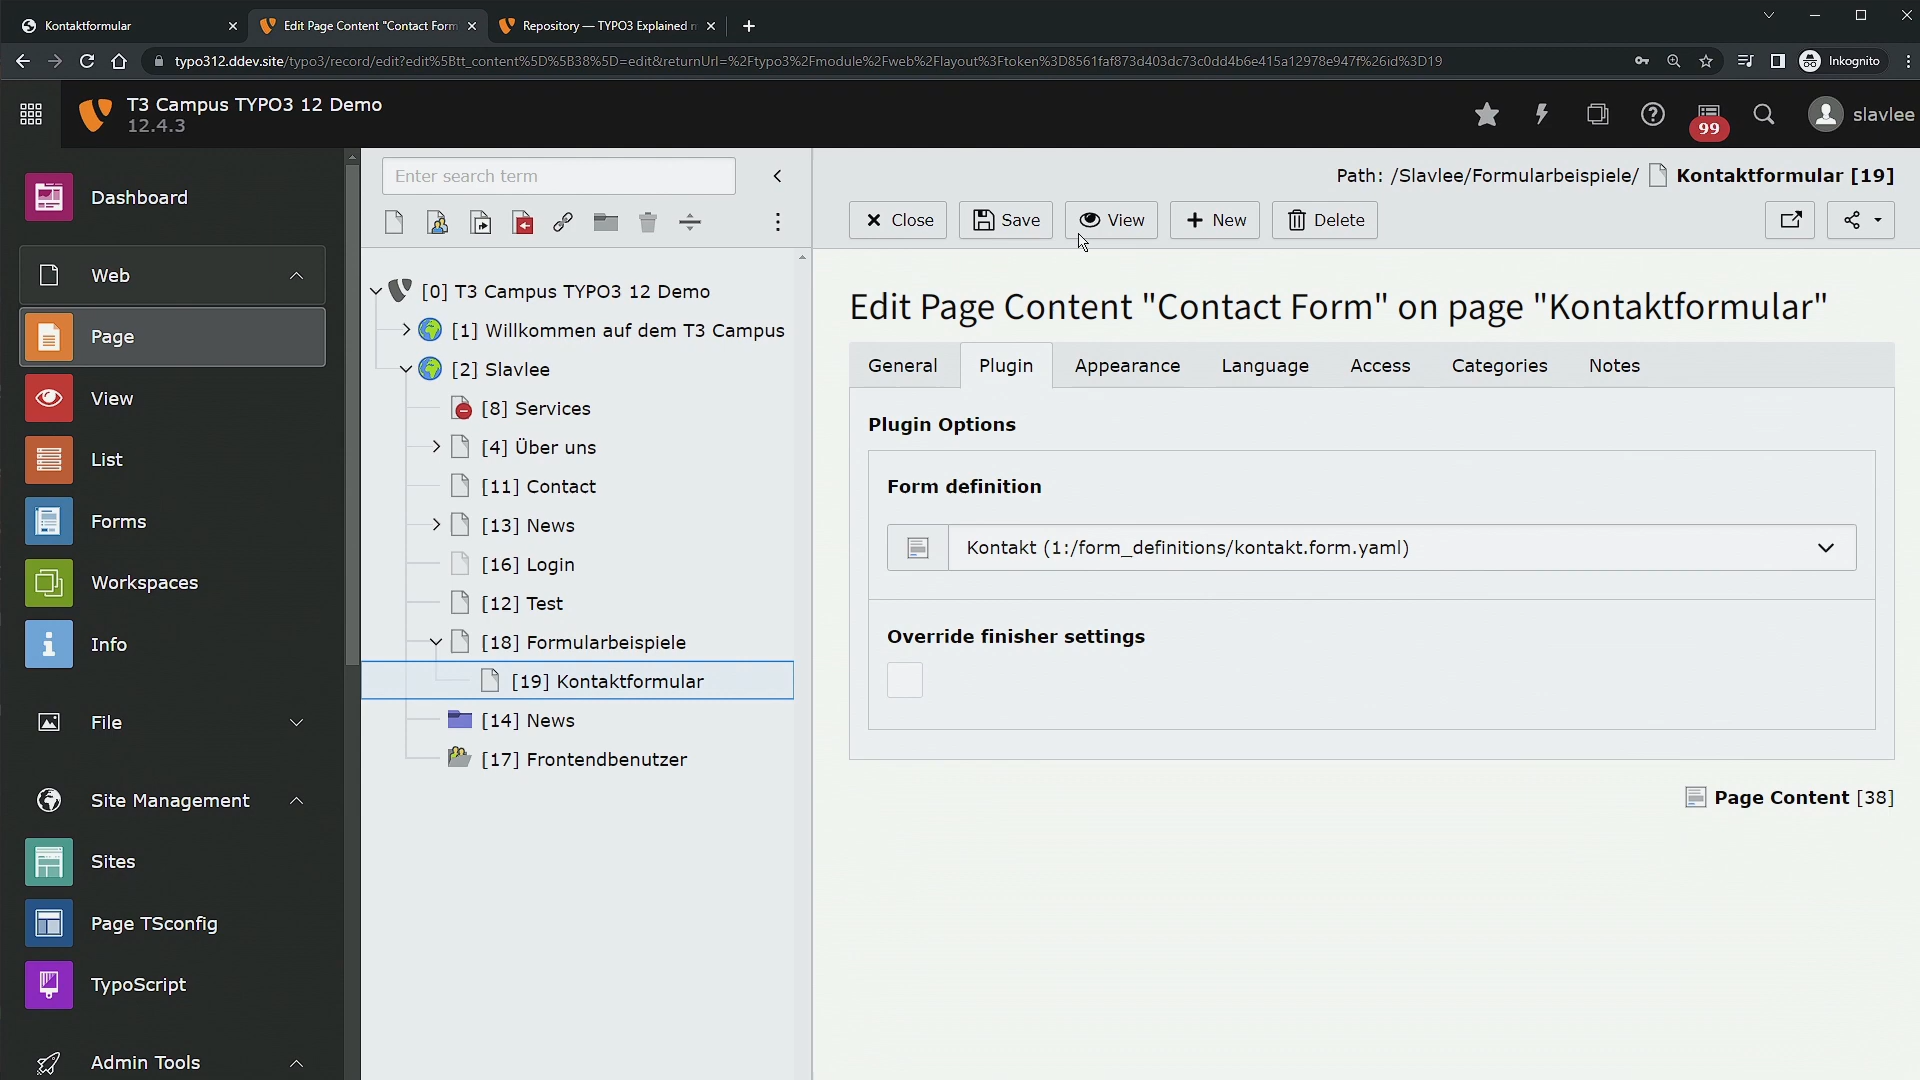 Kontaktformular
Edit Page Content "Contact Form
Repository — TYPO3 Explained
typo312.ddev.site/typo3/record/edit?edit%5Btt_content%5D%5B38%5D=edit&returnUrl=%2Ftypo3%2Fmodule%2Fweb%2Flayout%3Ftoken%3D8561faf873d403dc73c0dd4b6e415a12978e947f%26id%3D19
Inkognito
T3 Campus TYPO3 12 Demo
12.4.3
99
slavlee
Dashboard
Web
Page
View
List
Forms
Workspaces
Info
File
Site Management
Sites
Page TSconfig
TypoScript
Admin Tools
Enter search term
[0] T3 Campus TYPO3 12 Demo
[1] Willkommen auf dem T3 Campus
[2] Slavlee
[8] Services
[4] Über uns
[11] Contact
[13] News
[16] Login
[12] Test
[18] Formularbeispiele
[19] Kontaktformular
[14] News
[17] Frontendbenutzer
Path: /Slavlee/Formularbeispiele/ Kontaktformular [19]
Close
Save
View
New
Delete
Edit Page Content "Contact Form" on page "Kontaktformular"
General
Plugin
Appearance
Language
Access
Categories
Notes
Plugin Options
Form definition
Kontakt (1:/form_definitions/kontakt.form.yaml)
Override finisher settings
Page Content [38]